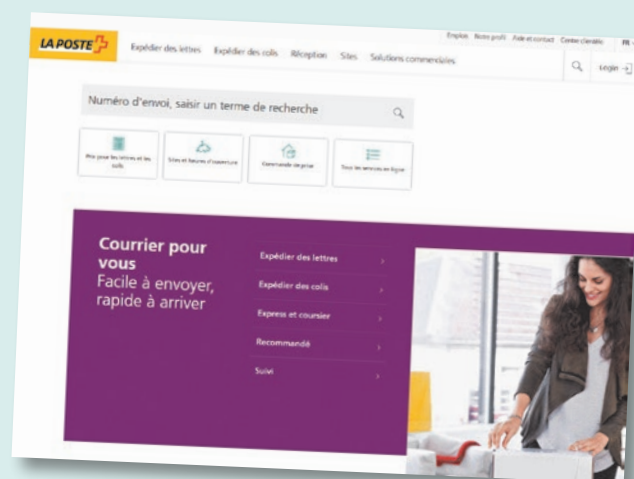 Emplois Notre profil Aide et contact Centre clientèle FR
LA POSTE
Expédier des lettres Expédier des colis Réception Sites Solutions commerciales
Login
Numéro d'envoi, saisir un terme de recherche
Prix pour les lettres et les
colis
Sites et heures d'ouverture
Commande de prise
Tous les services en ligne
Courrier pour
vous
Facile à envoyer,
rapide à arriver
Expédier des lettres
Expédier des colis
Express et coursier
Recommandé
Suivi